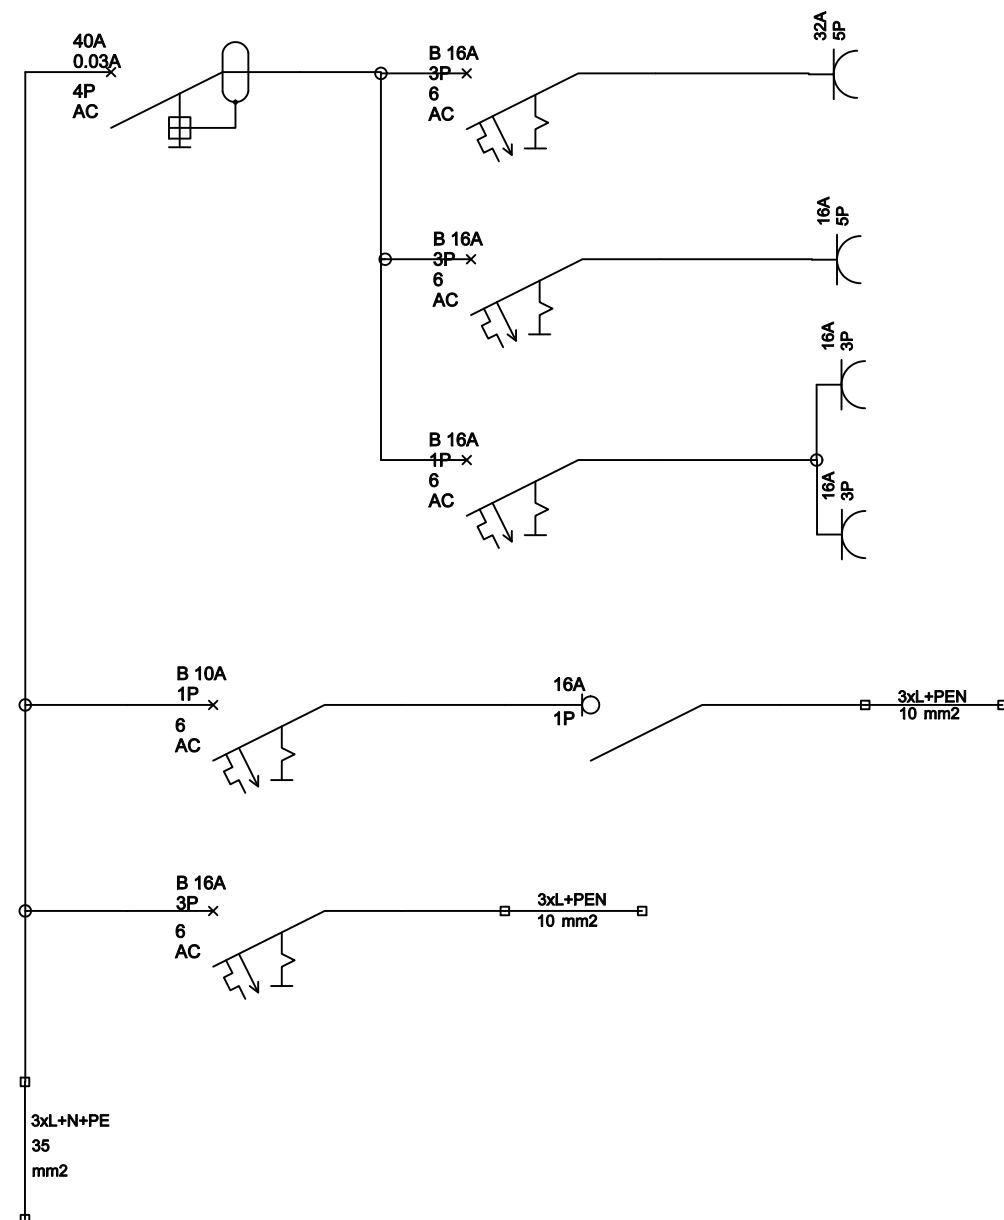 40A
0.03A
4P
AC
B 16A
3P
6
AC
32A
5P
B 16A
3P
6
AC
16A
5P
16A
3P
B 16A
1P
6
AC
16A
3P
B 10A
1P
6
AC
16A
1P
3xL+PEN
10 mm2
B 16A
3P
6
AC
3xL+PEN
10 mm2
3xL+N+PE
35
mm2